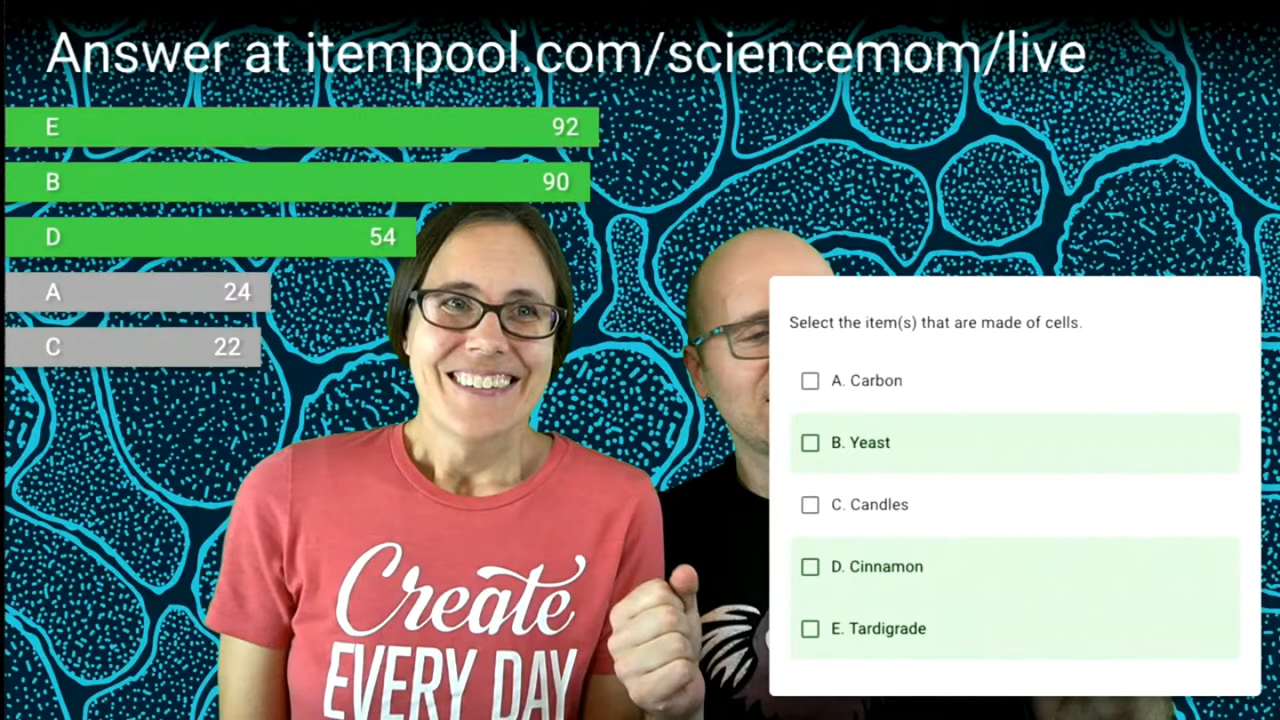 Answer at itempool.com/sciencemom/live
E 92
B 90
D 54
A 24
C 22
Select the item(s) that are made of cells.
A. Carbon
B. Yeast
C. Candles
D. Cinnamon
E. Tardigrade
Create
EVERY DAY